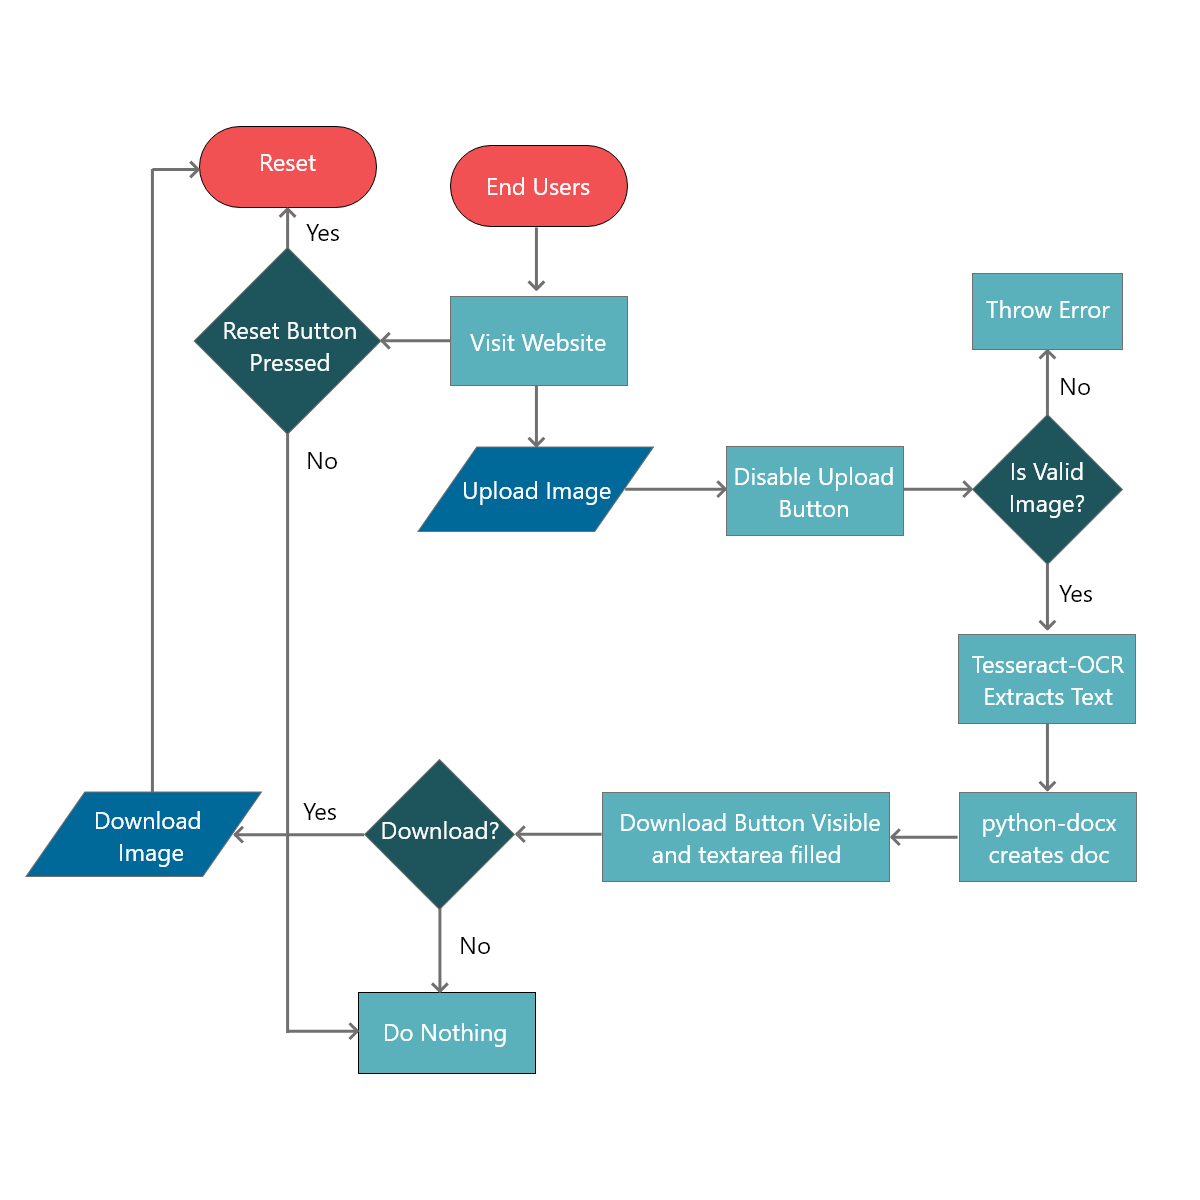 Reset
End Users
Yes
Reset Button
Pressed
Visit Website
Throw Error
No
No
Upload Image
Disable Upload
Button
Is Valid
Image?
Yes
Tesseract-OCR
Extracts Text
python-docx
creates doc
Download Button Visible
and textarea filled
Download?
Yes
Download
Image
No
Do Nothing